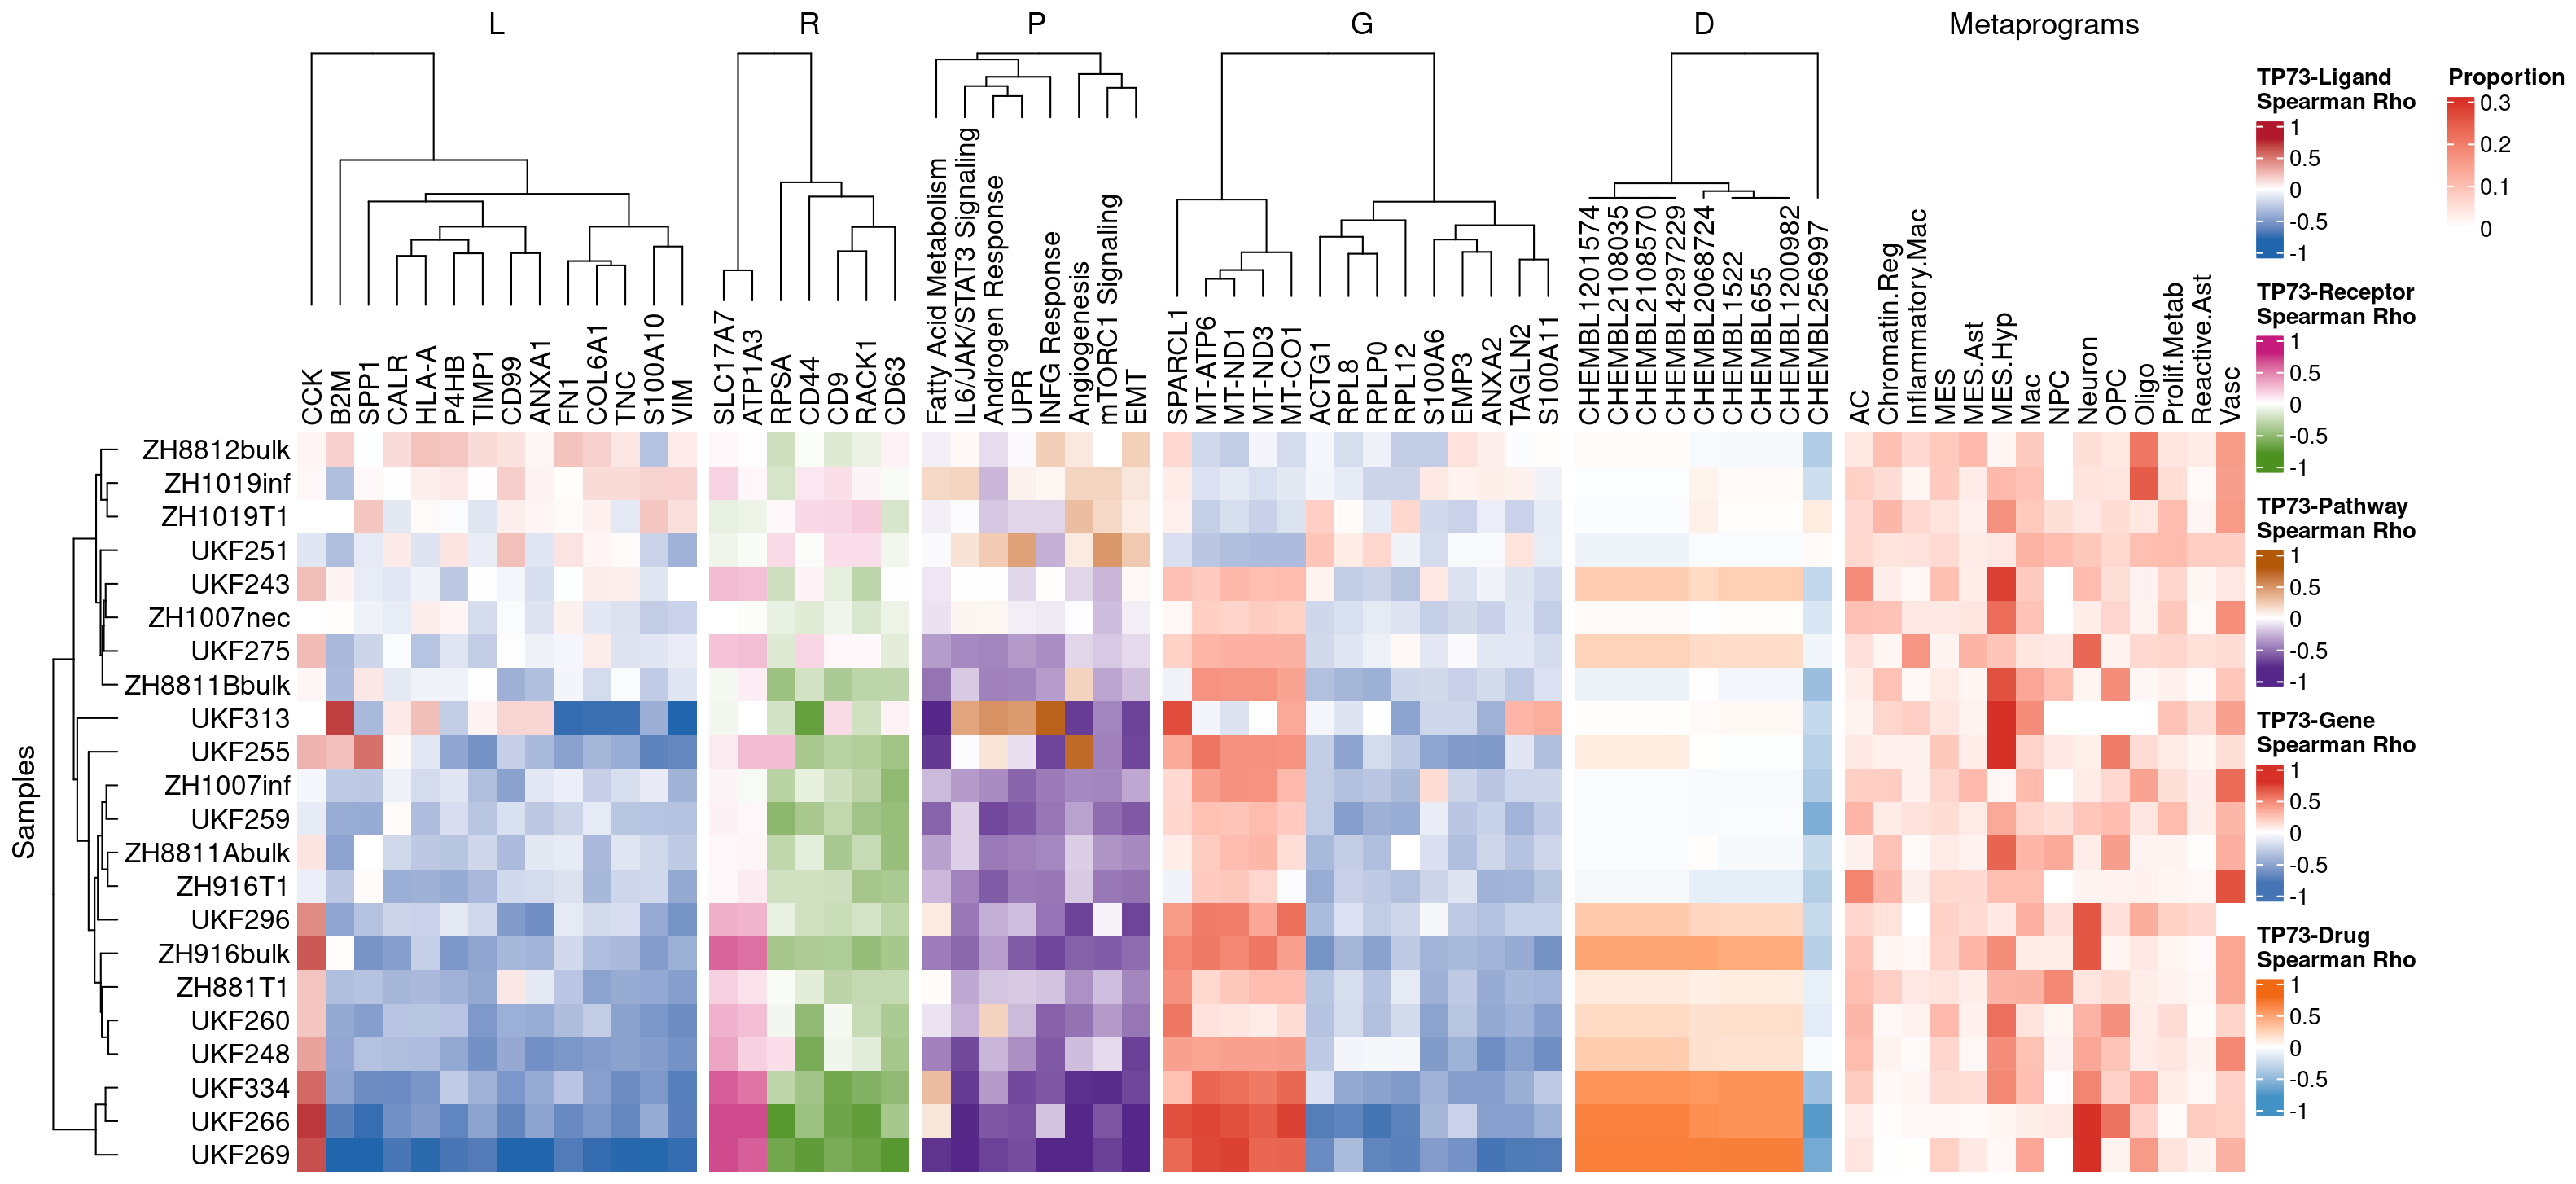 L R P G D Metaprograms
CCK
B2M
SPP1
CALR
HLA-A
P4HB
TIMP1
CD99
ANXA1
FN1
COL6A1
TNC
S100A10
VIM
SLC17A7
ATP1A3
RPSA
CD44
CD9
RACK1
CD63
Fatty Acid Metabolism
IL6/JAK/STAT3 Signaling
Androgen Response
UPR
INFG Response
Angiogenesis
mTORC1 Signaling
EMT
SPARCL1
MT-ATP6
MT-ND1
MT-ND3
MT-CO1
ACTG1
RPL8
RPLP0
RPL12
S100A6
EMP3
ANXA2
TAGLN2
S100A11
CHEMBL1201574
CHEMBL2108035
CHEMBL2108570
CHEMBL4297229
CHEMBL2068724
CHEMBL1522
CHEMBL655
CHEMBL1200982
CHEMBL256997
AC
Chromatin.Reg
Inflammatory.Mac
MES
MES.Ast
MES.Hyp
Mac
NPC
Neuron
OPC
Oligo
Prolif.Metab
Reactive.Ast
Vasc
Samples
ZH8812bulk
ZH1019inf
ZH1019T1
UKF251
UKF243
ZH1007nec
UKF275
ZH8811Bbulk
UKF313
UKF255
ZH1007inf
UKF259
ZH8811Abulk
ZH916T1
UKF296
ZH916bulk
ZH881T1
UKF260
UKF248
UKF334
UKF266
UKF269
TP73-Ligand
Spearman Rho
1
0.5
0
-0.5
-1
TP73-Receptor
Spearman Rho
1
0.5
0
-0.5
-1
TP73-Pathway
Spearman Rho
1
0.5
0
-0.5
-1
TP73-Gene
Spearman Rho
1
0.5
0
-0.5
-1
TP73-Drug
Spearman Rho
1
0.5
0
-0.5
-1
Proportion
0.3
0.2
0.1
0